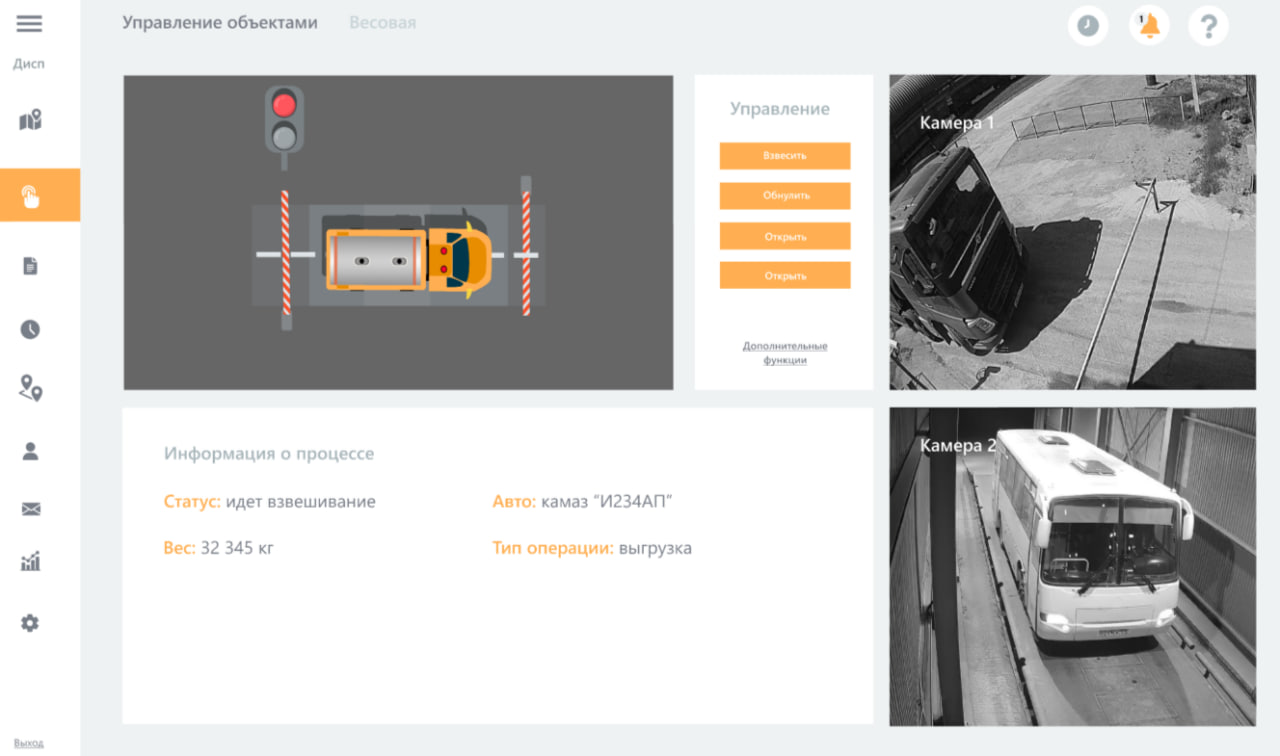 Управление объектами
Весовая
1
?
Дисп
Управление
Взвесить
Обнулить
Открыть
Открыть
Дополнительные
функции
Камера 1
Информация о процессе
Статус: идет взвешивание
Авто: камаз “И234АП”
Вес: 32 345 кг
Тип операции: выгрузка
Камера 2
Выход